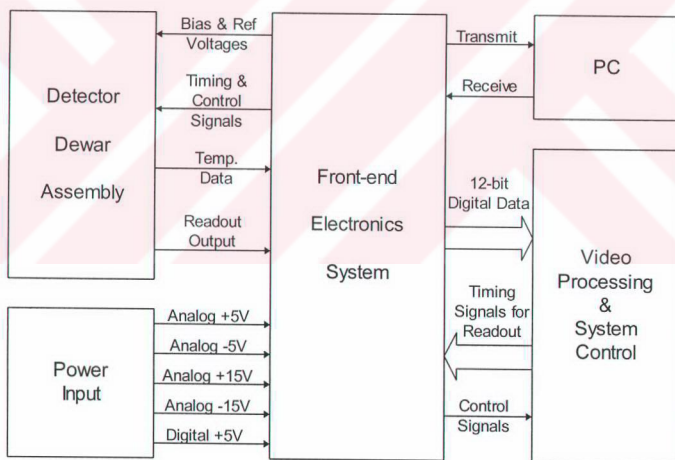 Detector
Dewar
Assembly
Bias & Ref
Voltages
Timing &
Control
Signals
Temp.
Data
Readout
Output
Power
Input
Analog +5V
Analog -5V
Analog +15V
Analog -15V
Digital +5V
Front-end
Electronics
System
Transmit
Receive
PC
12-bit
Digital Data
Timing
Signals for
Readout
Control
Signals
Video
Processing
&
System
Control